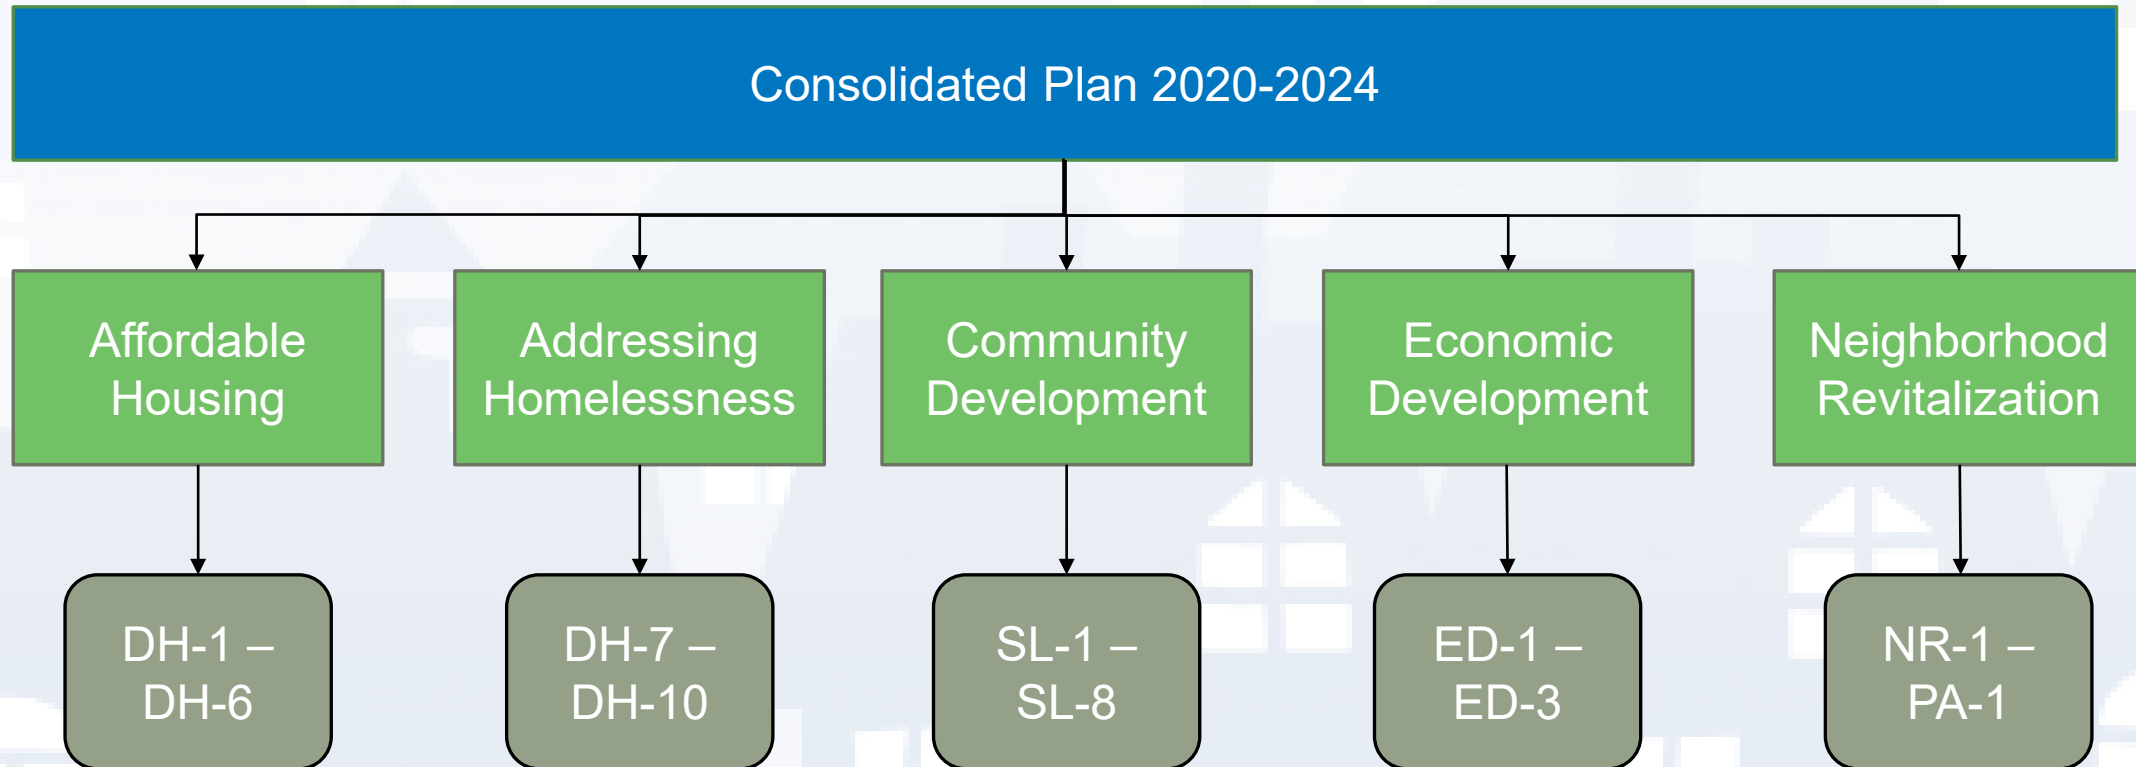 Consolidated Plan 2020-2024
Affordable
Housing
Addressing
Homelessness
Community
Development
Economic
Development
Neighborhood
Revitalization
DH-1 –
DH-6
DH-7 –
DH-10
SL-1 –
SL-8
ED-1 –
ED-3
NR-1 –
PA-1